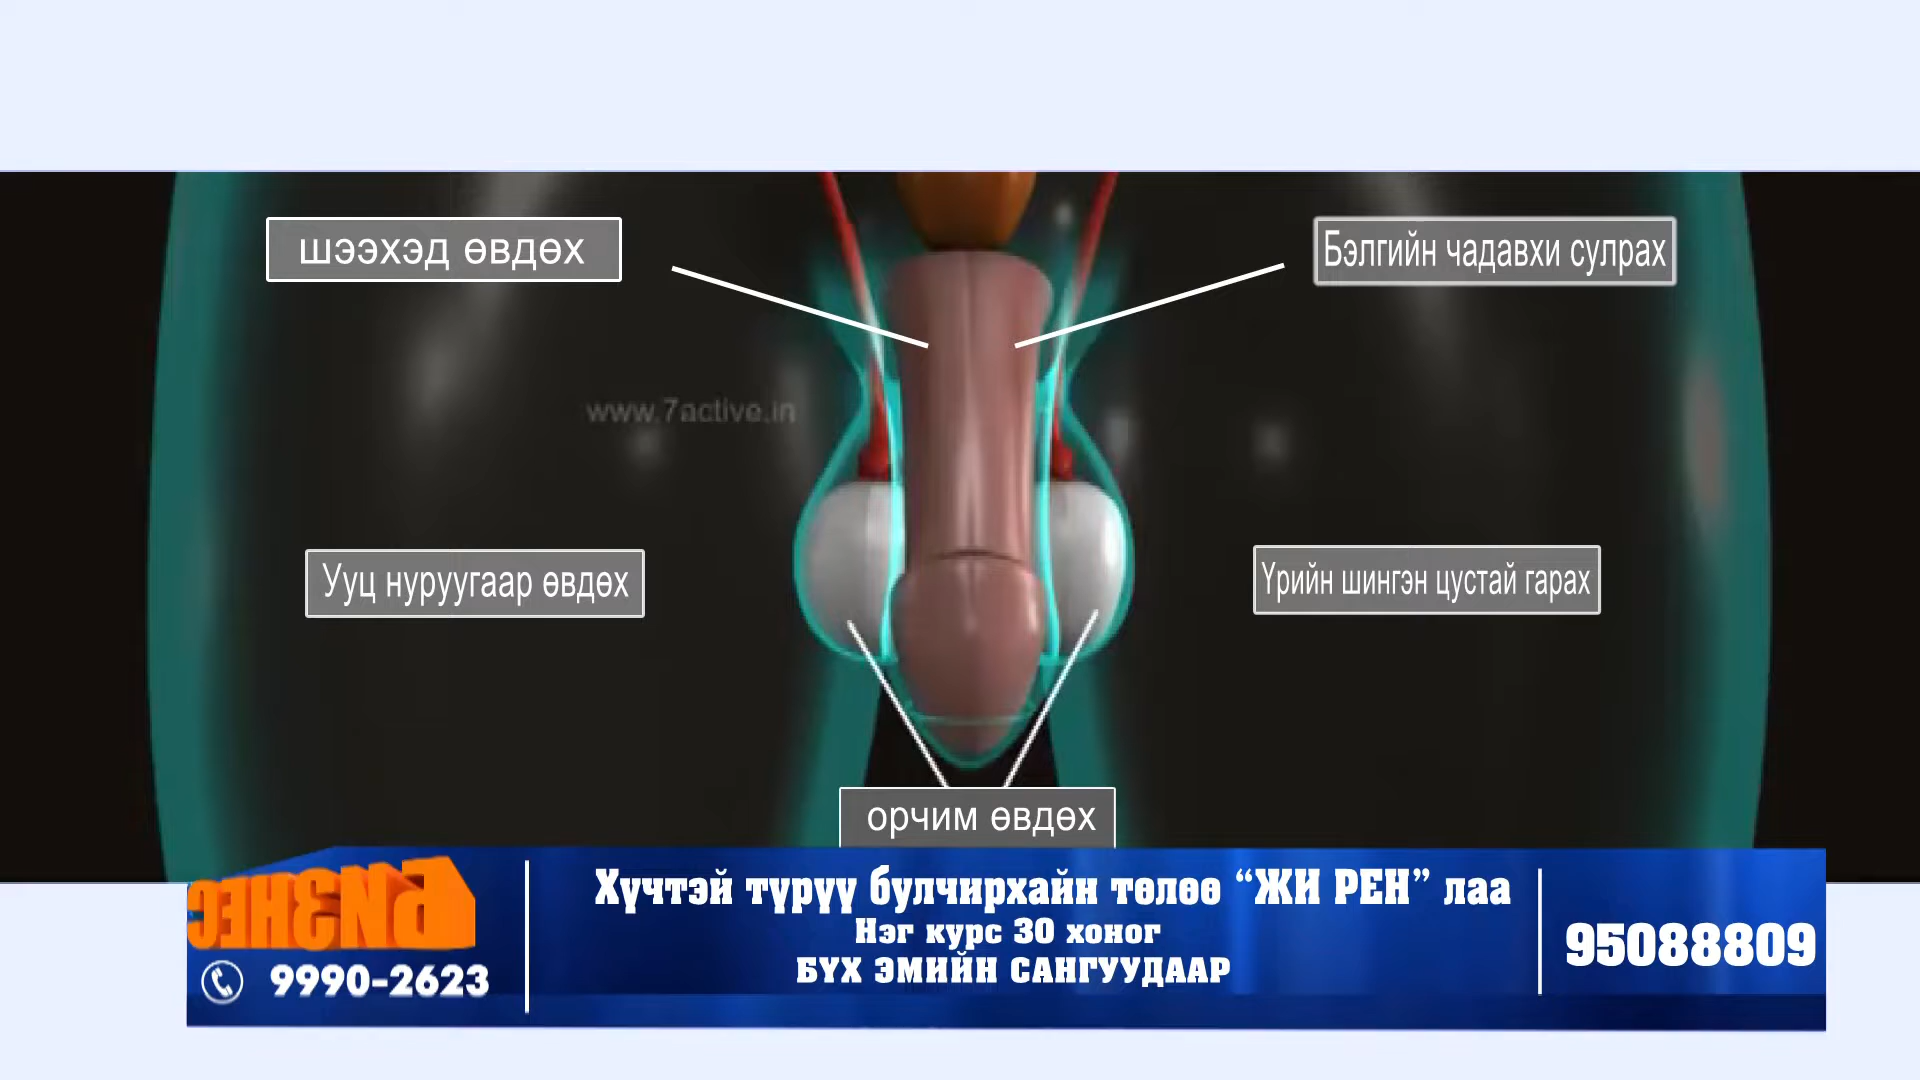 шээхэд өвдөх
Бэлгийн чадавхи сулрах
www.7active.in
Ууц нуруугаар өвдөх
Үрийн шингэн цустай гарах
орчим өвдөх
БИЗНЕС
9990-2623
Хүчтэй түрүү булчирхайн төлөө “ЖИ РЕН” лаа
Нэг курс 30 хоног
БҮХ ЭМИЙН САНГУУДААР
95088809